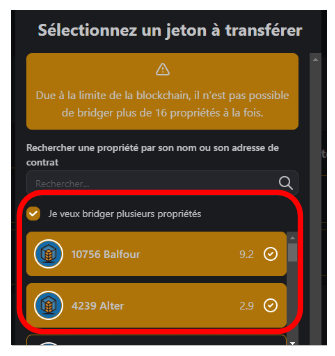 Sélectionnez un jeton à transférer
Due à la limite de la blockchain, il n'est pas possible
de bridger plus de 16 propriétés à la fois.
Rechercher une propriété par son nom ou son adresse de
contrat
Rechercher...
Je veux bridger plusieurs propriétés
10756 Balfour 9.2
4239 Alter 2.9